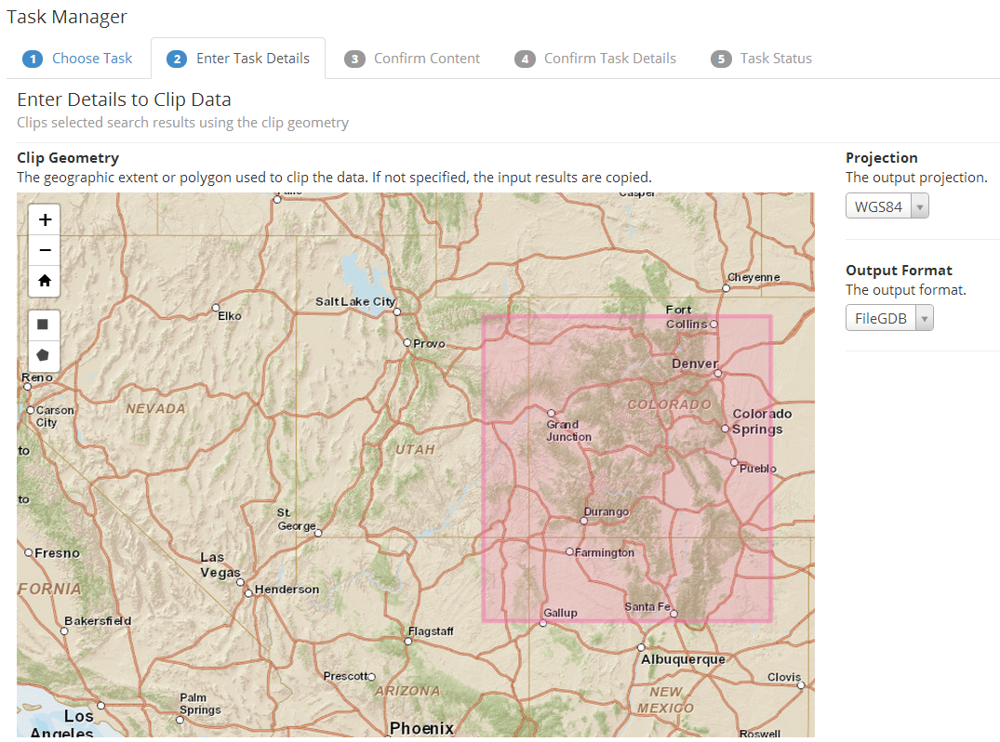 Task Manager
1 Choose Task
2 Enter Task Details
3 Confirm Content
4 Confirm Task Details
5 Task Status
Enter Details to Clip Data
Clips selected search results using the clip geometry
Clip Geometry
The geographic extent or polygon used to clip the data. If not specified, the input results are copied.
Projection
The output projection.
WGS84
Output Format
The output format.
FileGDB
+
−
Casper
Cheyenne
Salt Lake City
Elko
Provo
Fort
Collins
Denver
Reno
Carson
City
NEVADA
UTAH
COLORADO
Grand
Junction
Colorado
Springs
Pueblo
to
to
St.
George
Durango
Farmington
Fresno
Las
Vegas
Henderson
FORNIA
Bakersfield
Gallup
Santa Fe
Flagstaff
Albuquerque
Prescott
ARIZONA
NEW
MEXICO
Clovis
Palm
Springs
Los
Angeles
Phoenix
Roswell